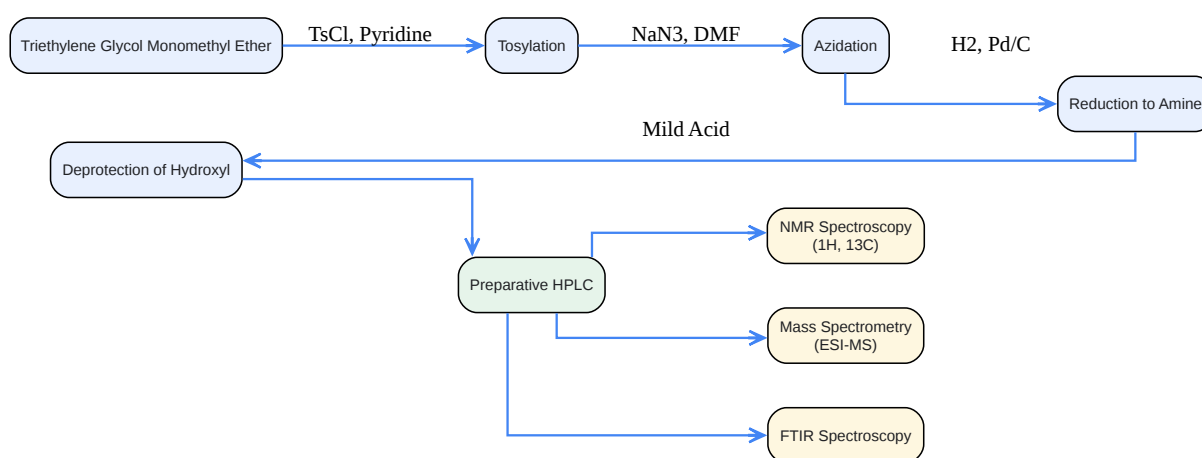 Triethylene Glycol Monomethyl Ether
TsCl, Pyridine
Tosylation
NaN3, DMF
Azidation
H2, Pd/C
Reduction to Amine
Mild Acid
Deprotection of Hydroxyl
Preparative HPLC
NMR Spectroscopy
(1H, 13C)
Mass Spectrometry
(ESI-MS)
FTIR Spectroscopy